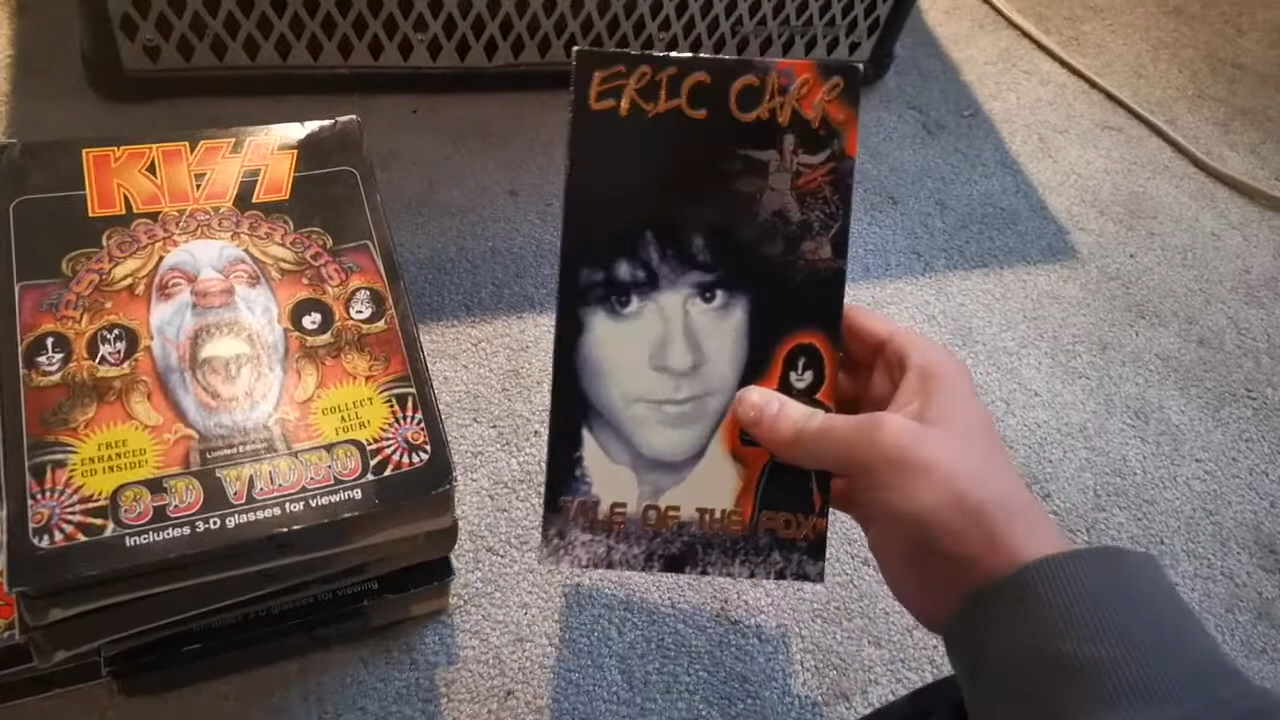 KISS
PSYCHO-CIRCUS
COLLECT
ALL
FOUR!
FREE
ENHANCED
CD INSIDE!
Limited Edition
3-D VIDEO
Includes 3-D glasses for viewing
Includes 3-D glasses for viewing
ERIC CARR
TALE OF THE FOX